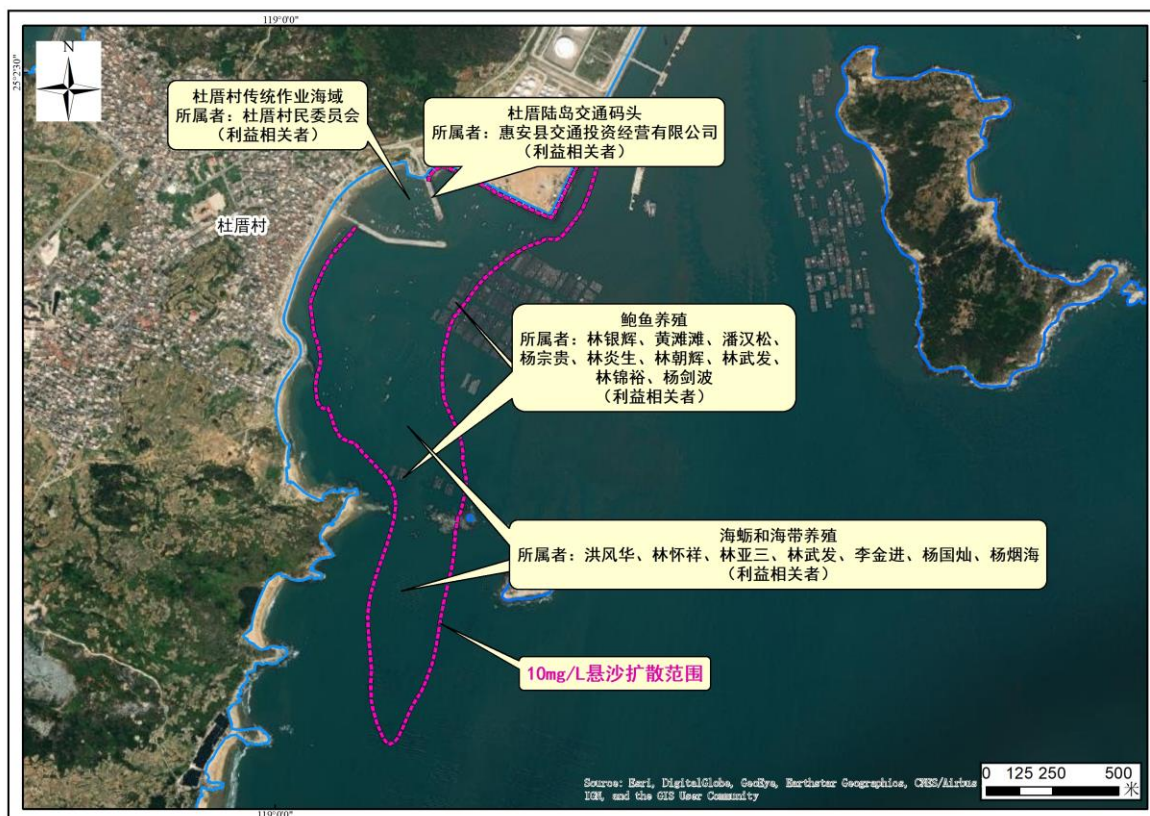 119°0′0″
25°2′30″
N
杜厝村传统作业海域
所属者：杜厝村民委员会
（利益相关者）
杜厝陆岛交通码头
所属者：惠安县交通投资经营有限公司
（利益相关者）
杜厝村
鲍鱼养殖
所属者：林银辉、黄滩滩、潘汉松、
杨宗贵、林炎生、林朝辉、林武发、
林锦裕、杨剑波
（利益相关者）
海蛎和海带养殖
所属者：洪风华、林怀祥、林亚三、林武发、李金进、杨国灿、杨烟海
（利益相关者）
10mg/L悬沙扩散范围
Source: Esri, DigitalGlobe, GeoEye, Earthstar Geographics, CNES/Airbus
IGN, and the GIS User Community
0 125 250 500
米
119°0′0″